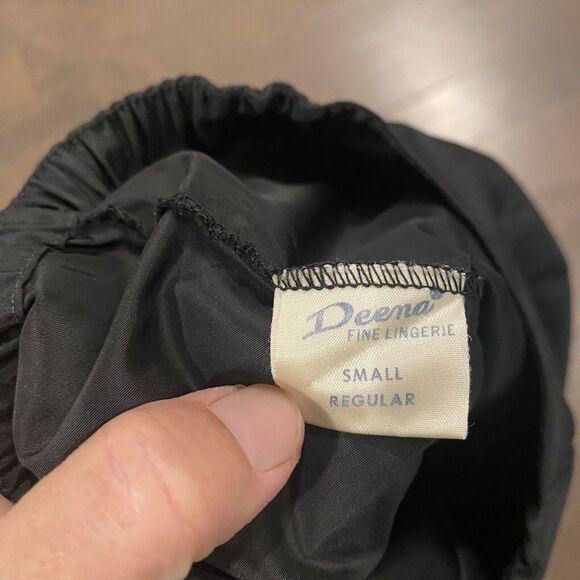 Deena®
FINE LINGERIE
SMALL
REGULAR